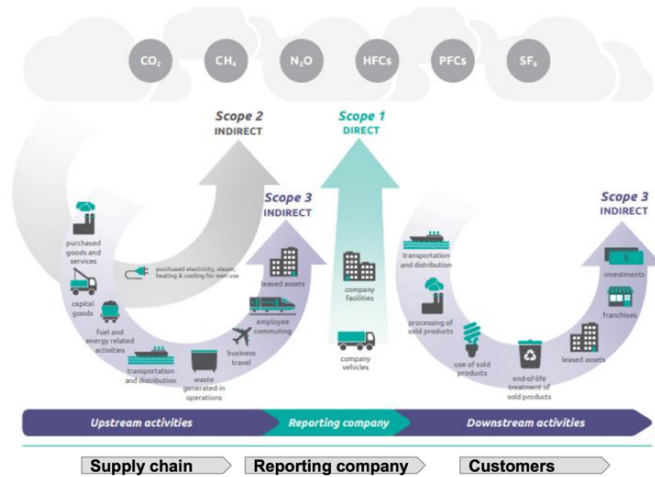 CO₂ CH₄ N₂O HFCs PFCs SF₆
Scope 2
INDIRECT
Scope 1
DIRECT
Scope 3
INDIRECT
Scope 3
INDIRECT
purchased
goods and
services
capital
goods
fuel and
energy related
activities
transportation
and distribution
waste
generated in
operations
business
travel
employee
commuting
leased assets
purchased electricity, steam,
heating & cooling for own use
company
facilities
company
vehicles
transportation
and distribution
processing of
sold products
use of sold
products
end-of-life
treatment of
sold products
leased assets
franchises
investments
$
Upstream activities
Reporting company
Downstream activities
Supply chain
Reporting company
Customers